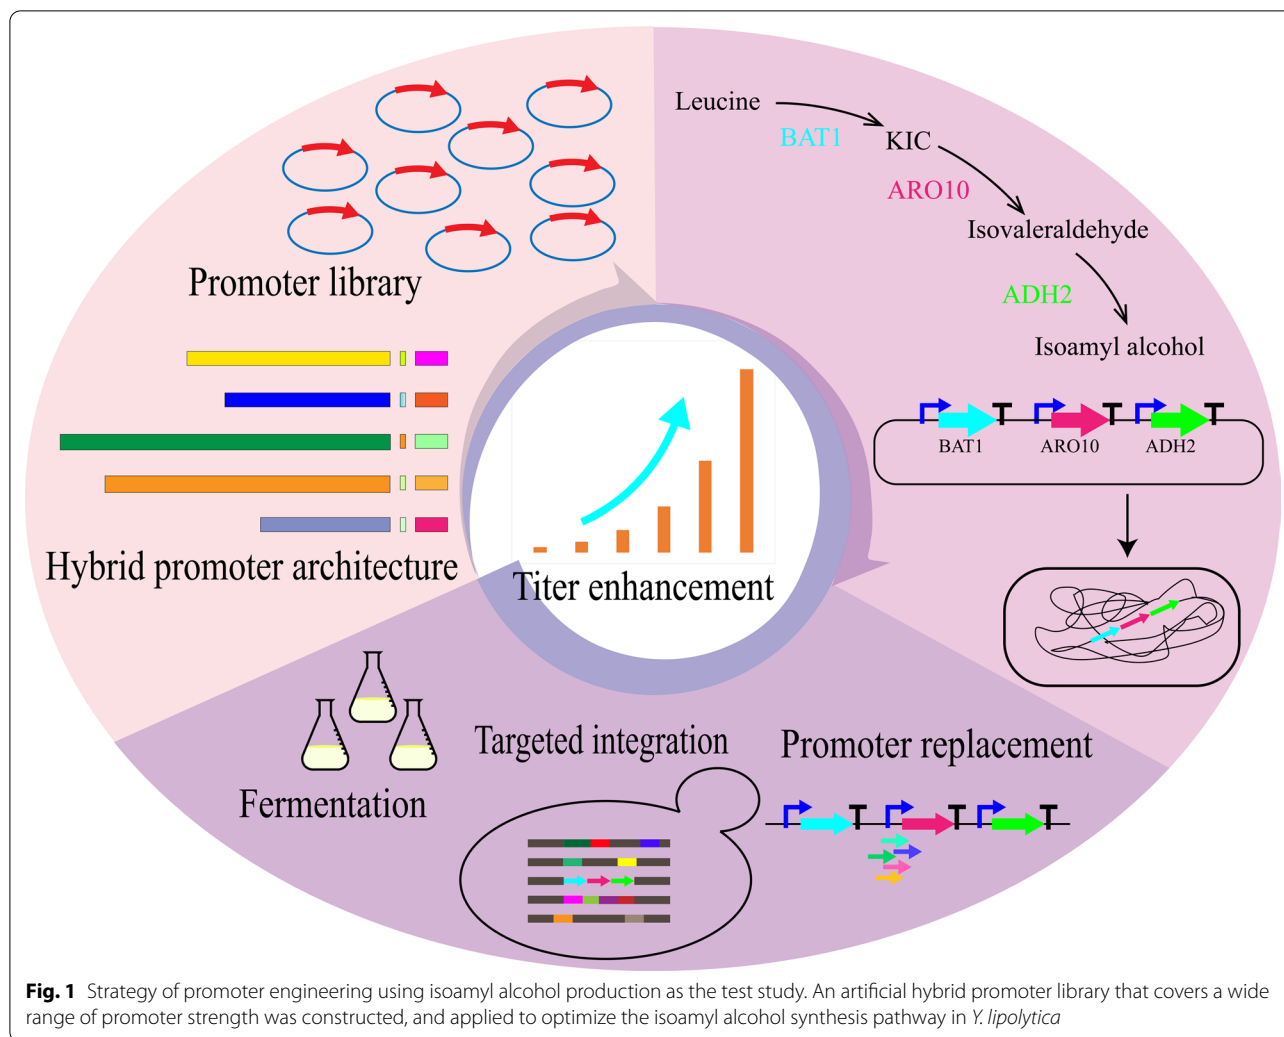 Promoter library
Hybrid promoter architecture
Leucine
BAT1
KIC
ARO10
Isovaleraldehyde
ADH2
Isoamyl alcohol
BAT1
ARO10
ADH2
Titer enhancement
Fermentation
Targeted integration
Promoter replacement
Fig. 1 Strategy of promoter engineering using isoamyl alcohol production as the test study. An artificial hybrid promoter library that covers a wide
range of promoter strength was constructed, and applied to optimize the isoamyl alcohol synthesis pathway in Y. lipolytica